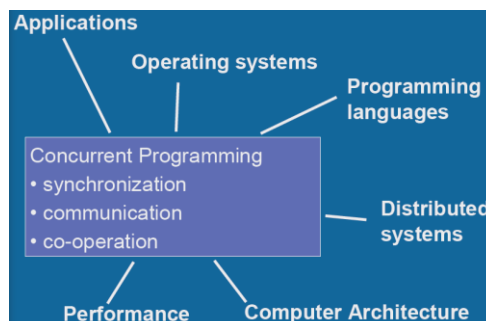 Applications
Operating systems
Programming
languages
Concurrent Programming
• synchronization
• communication
• co-operation
Distributed
systems
Performance
Computer Architecture